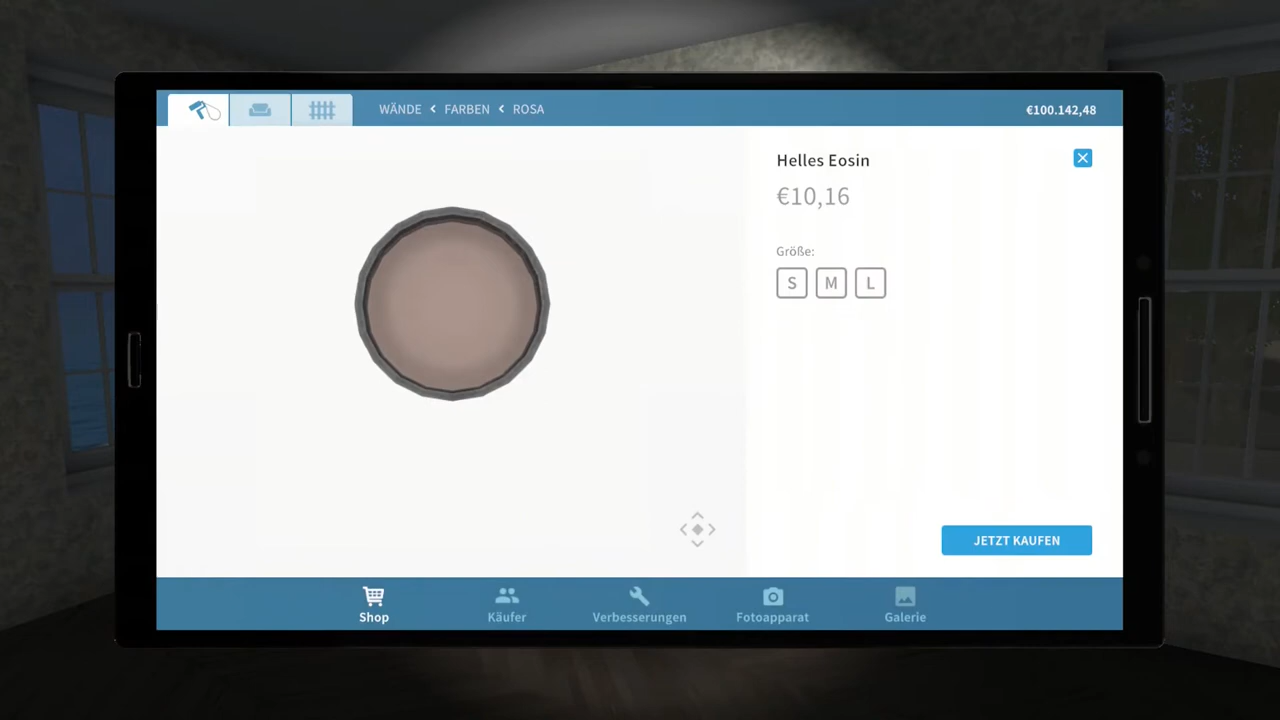 WÄNDE < FARBEN < ROSA
€100.142,48
Helles Eosin
€10,16
Größe:
S M L
JETZT KAUFEN
Shop
Käufer
Verbesserungen
Fotoapparat
Galerie